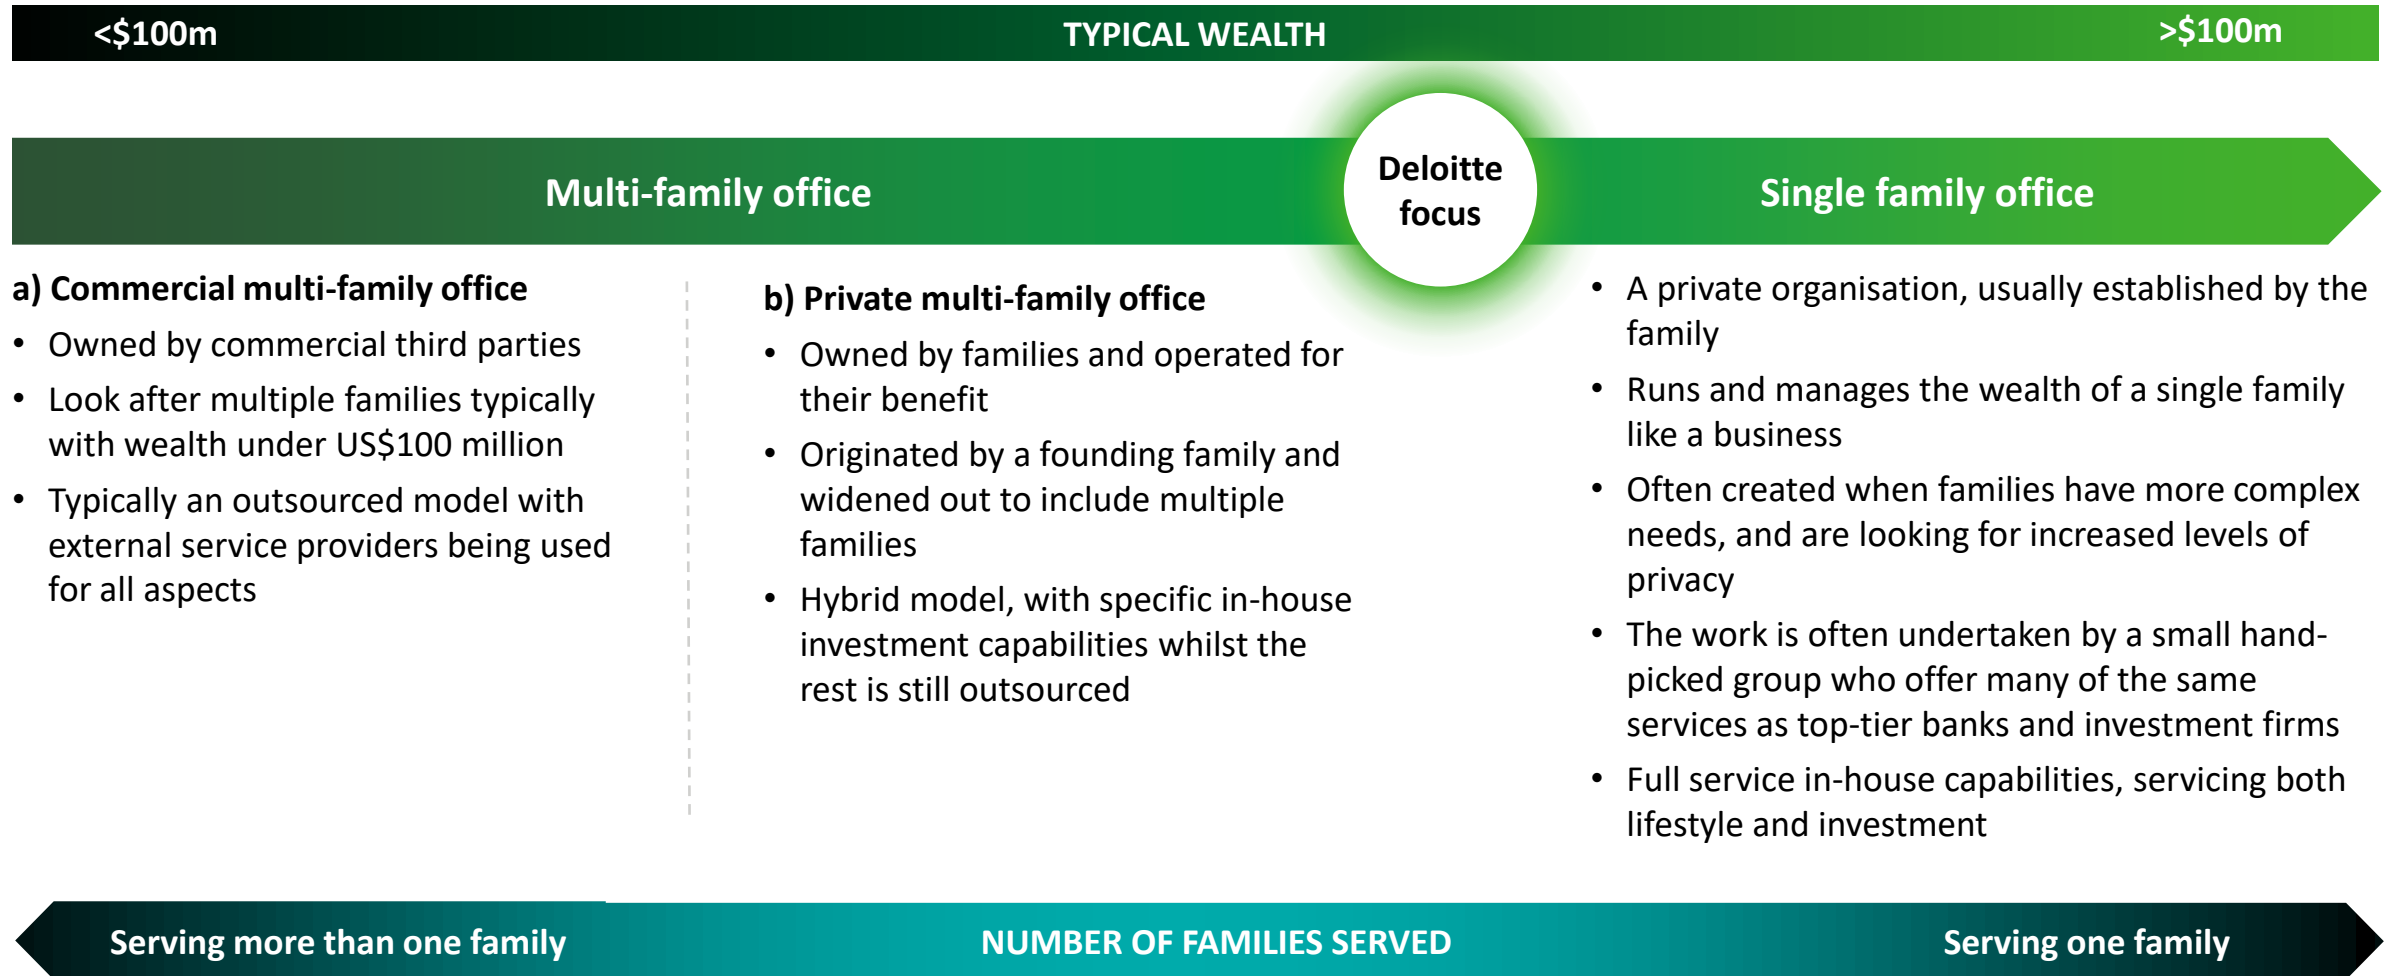 <$100m
TYPICAL WEALTH
>$100m
Multi-family office
Deloitte
focus
Single family office
a) Commercial multi-family office
• Owned by commercial third parties
• Look after multiple families typically
with wealth under US$100 million
• Typically an outsourced model with
external service providers being used
for all aspects
b) Private multi-family office
• Owned by families and operated for
their benefit
• Originated by a founding family and
widened out to include multiple
families
• Hybrid model, with specific in-house
investment capabilities whilst the
rest is still outsourced
• A private organisation, usually established by the
family
• Runs and manages the wealth of a single family
like a business
• Often created when families have more complex
needs, and are looking for increased levels of
privacy
• The work is often undertaken by a small hand-
picked group who offer many of the same
services as top-tier banks and investment firms
• Full service in-house capabilities, servicing both
lifestyle and investment
Serving more than one family
NUMBER OF FAMILIES SERVED
Serving one family